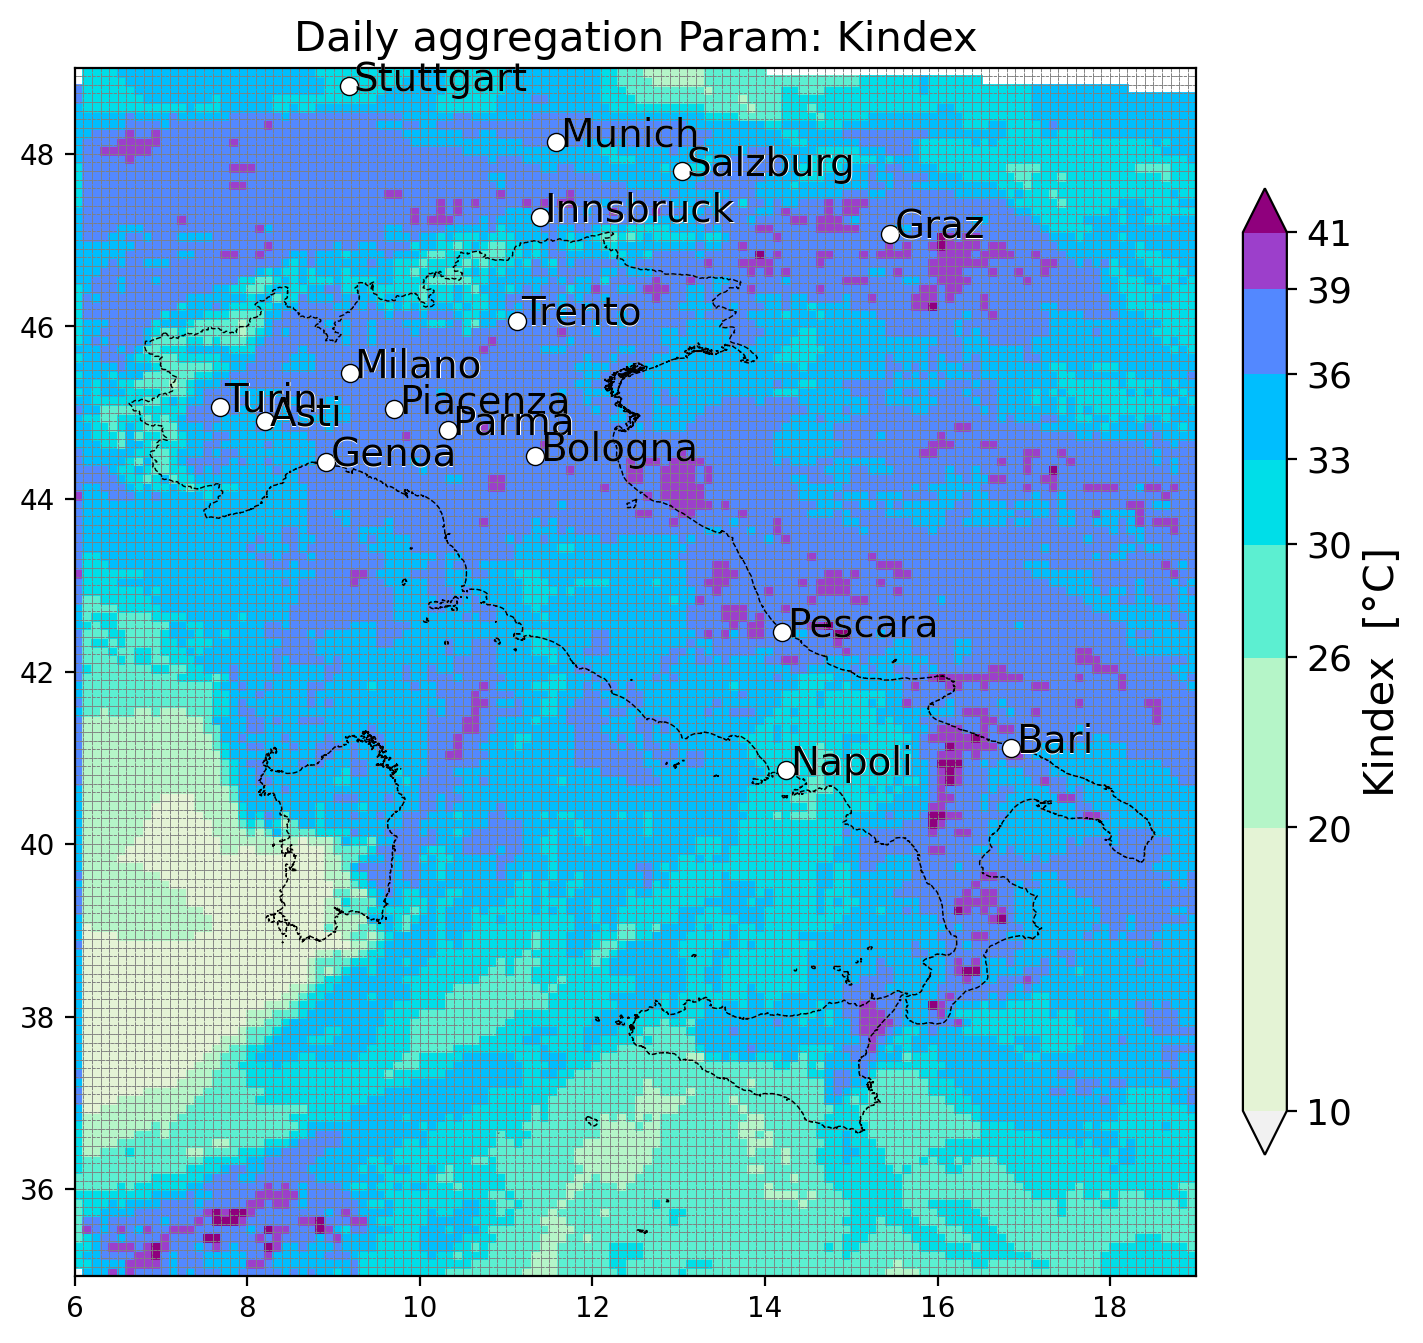 Daily aggregation Param: Kindex
Stuttgart
Munich
Salzburg
Innsbruck
Graz
Trento
Milano
Turin
Asti
Piacenza
Parma
Genoa
Bologna
Pescara
Bari
Napoli
48
46
44
42
40
38
36
6
8
10
12
14
16
18
41
39
36
33
30
26
20
10
Kindex [°C]